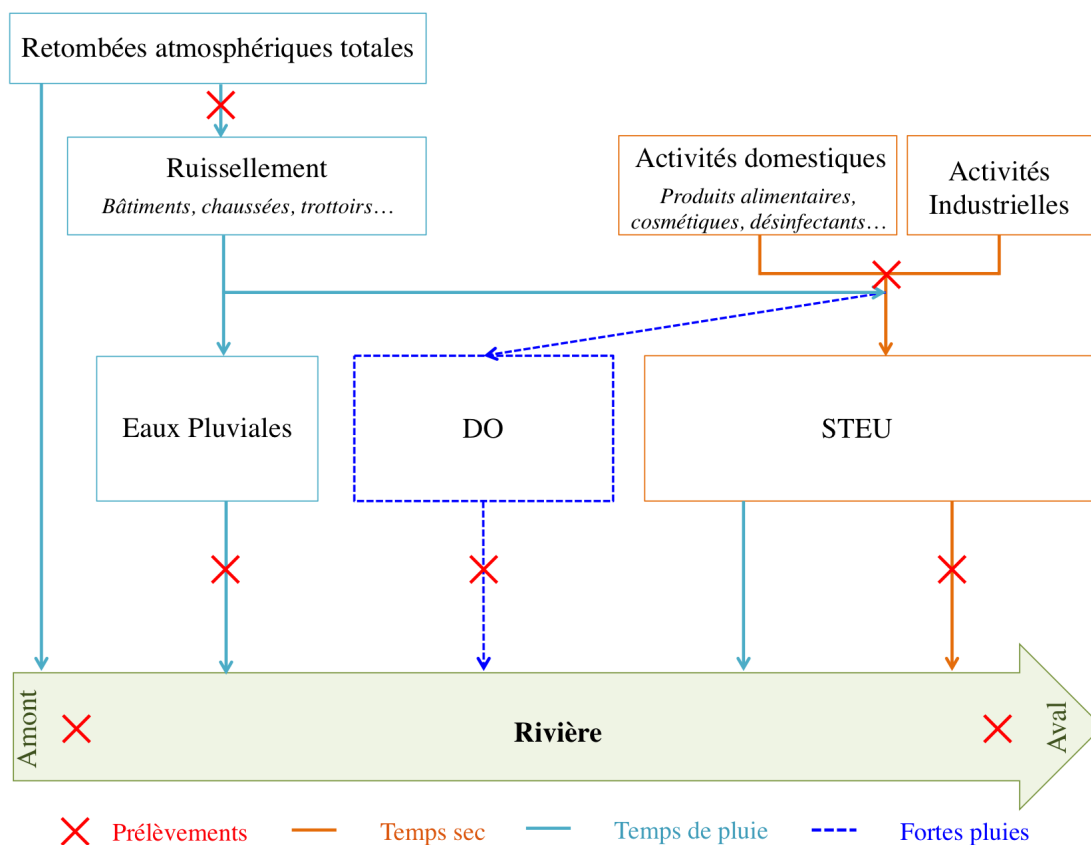 Retombées atmosphériques totales
Ruissellement
Bâtiments, chaussées, trottoirs…
Activités domestiques
Produits alimentaires,
cosmétiques, désinfectants…
Activités
Industrielles
Eaux Pluviales
DO
STEU
Amont
Rivière
Aval
Prélèvements
Temps sec
Temps de pluie
Fortes pluies